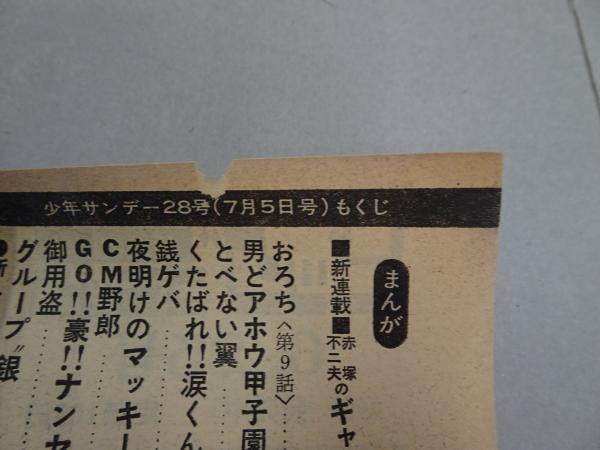 少年サンデー28号(7月5日号)もくじ
まんが
■新連載■赤塚不二夫のギャ
おろち〈第9話〉
男どアホウ甲子園
とべない翼
くたばれ!!涙くん
銭ゲバ
夜明けのマッキー
CM野郎
GO!!豪!!ナンセ
御用盗
グループ〝銀